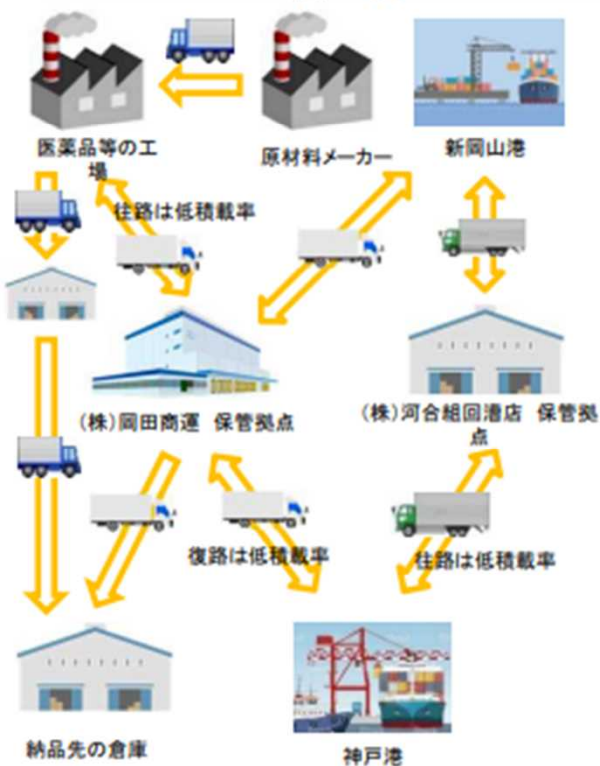 医薬品等の工
場
原材料メーカー
新岡山港
往路は低積載率
(株)岡田商運 保管拠点
(株)河合組回漕店 保管拠
点
復路は低積載率
往路は低積載率
納品先の倉庫
神戸港